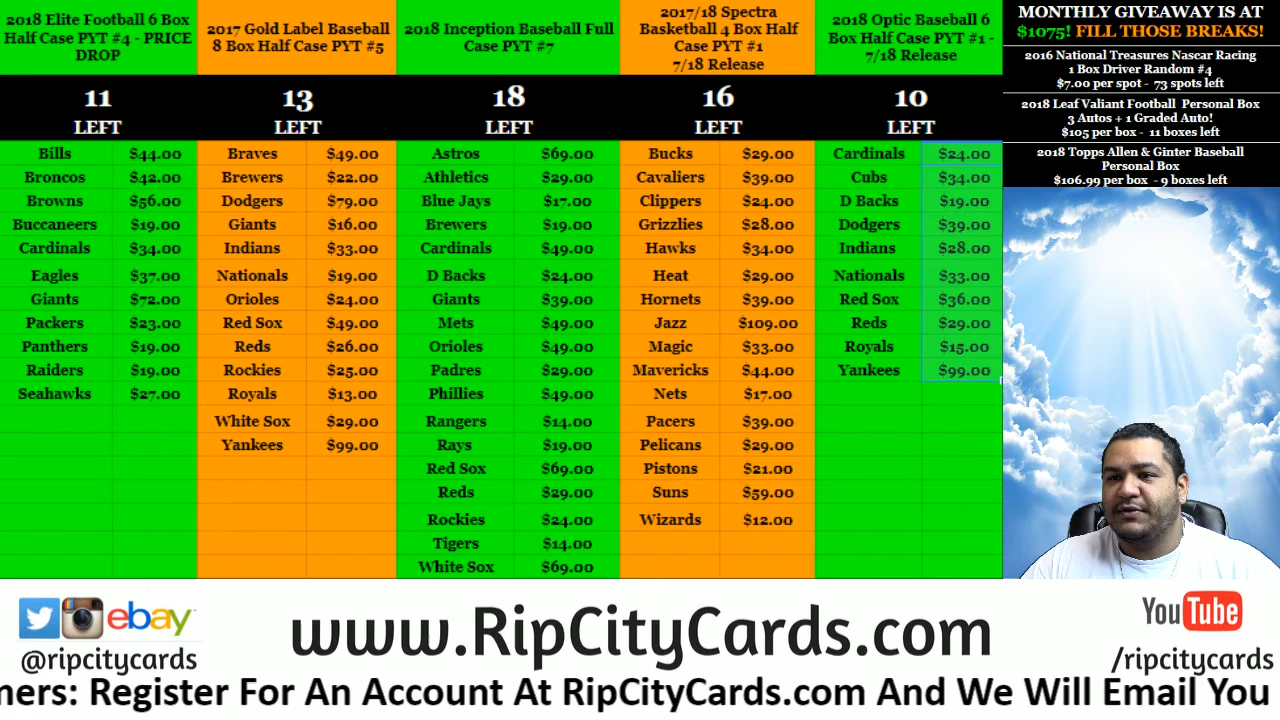 2018 Elite Football 6 Box
Half Case PYT #4 - PRICE
DROP
11
LEFT
Bills $44.00
Broncos $42.00
Browns $56.00
Buccaneers $19.00
Cardinals $34.00
Eagles $37.00
Giants $72.00
Packers $23.00
Panthers $19.00
Raiders $19.00
Seahawks $27.00
2017 Gold Label Baseball
8 Box Half Case PYT #5
13
LEFT
Braves $49.00
Brewers $22.00
Dodgers $79.00
Giants $16.00
Indians $33.00
Nationals $19.00
Orioles $24.00
Red Sox $49.00
Reds $26.00
Rockies $25.00
Royals $13.00
White Sox $29.00
Yankees $99.00
2018 Inception Baseball Full
Case PYT #7
18
LEFT
Astros $69.00
Athletics $29.00
Blue Jays $17.00
Brewers $19.00
Cardinals $49.00
D Backs $24.00
Giants $39.00
Mets $49.00
Orioles $49.00
Padres $29.00
Phillies $49.00
Rangers $14.00
Rays $19.00
Red Sox $69.00
Reds $29.00
Rockies $24.00
Tigers $14.00
White Sox $69.00
2017/18 Spectra
Basketball 4 Box Half
Case PYT #1
7/18 Release
16
LEFT
Bucks $29.00
Cavaliers $39.00
Clippers $24.00
Grizzlies $28.00
Hawks $34.00
Heat $29.00
Hornets $39.00
Jazz $109.00
Magic $33.00
Mavericks $44.00
Nets $17.00
Pacers $39.00
Pelicans $29.00
Pistons $21.00
Suns $59.00
Wizards $12.00
2018 Optic Baseball 6
Box Half Case PYT #1 -
7/18 Release
10
LEFT
Cardinals $24.00
Cubs $34.00
D Backs $19.00
Dodgers $39.00
Indians $28.00
Nationals $33.00
Red Sox $36.00
Reds $29.00
Royals $15.00
Yankees $99.00
MONTHLY GIVEAWAY IS AT
$1075! FILL THOSE BREAKS!
2016 National Treasures Nascar Racing
1 Box Driver Random #4
$7.00 per spot - 73 spots left
2018 Leaf Valiant Football Personal Box
3 Autos + 1 Graded Auto!
$105 per box - 11 boxes left
2018 Topps Allen & Ginter Baseball
Personal Box
$106.99 per box - 9 boxes left
ebay
@ripcitycards
www.RipCityCards.com
YouTube
/ripcitycards
mers: Register For An Account At RipCityCards.com And We Will Email You